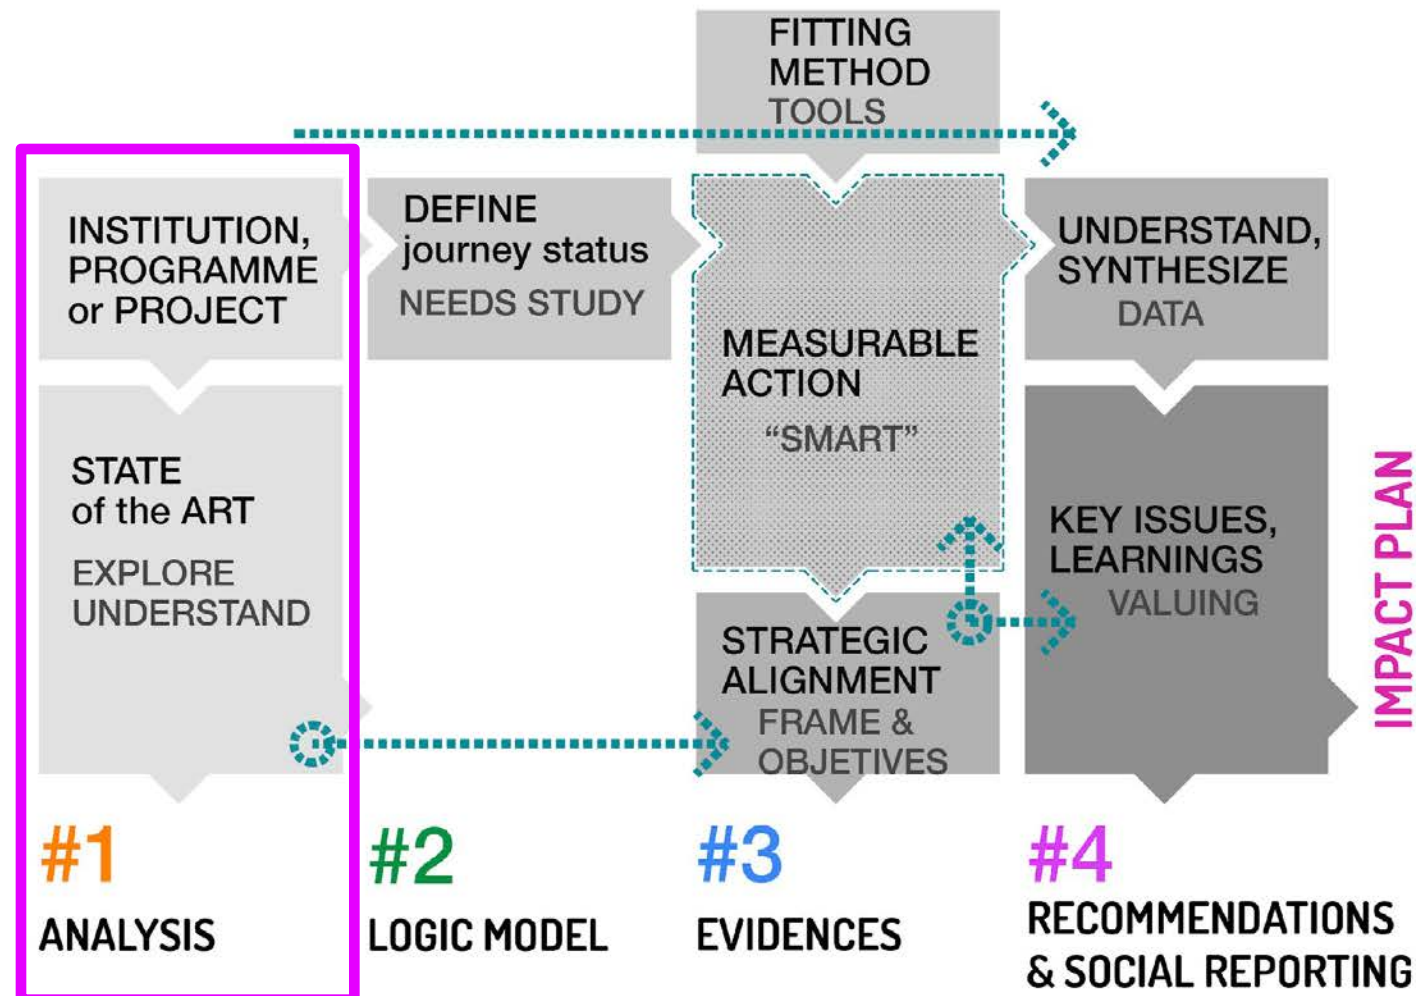 FITTING
METHOD
TOOLS
INSTITUTION,
PROGRAMME
or PROJECT
STATE
of the ART
EXPLORE
UNDERSTAND
#1
ANALYSIS
DEFINE
journey status
NEEDS STUDY
#2
LOGIC MODEL
MEASURABLE
ACTION
“SMART”
STRATEGIC
ALIGNMENT
FRAME &
OBJETIVES
#3
EVIDENCES
UNDERSTAND,
SYNTHESIZE
DATA
KEY ISSUES,
LEARNINGS
VALUING
#4
RECOMMENDATIONS
& SOCIAL REPORTING
IMPACT PLAN